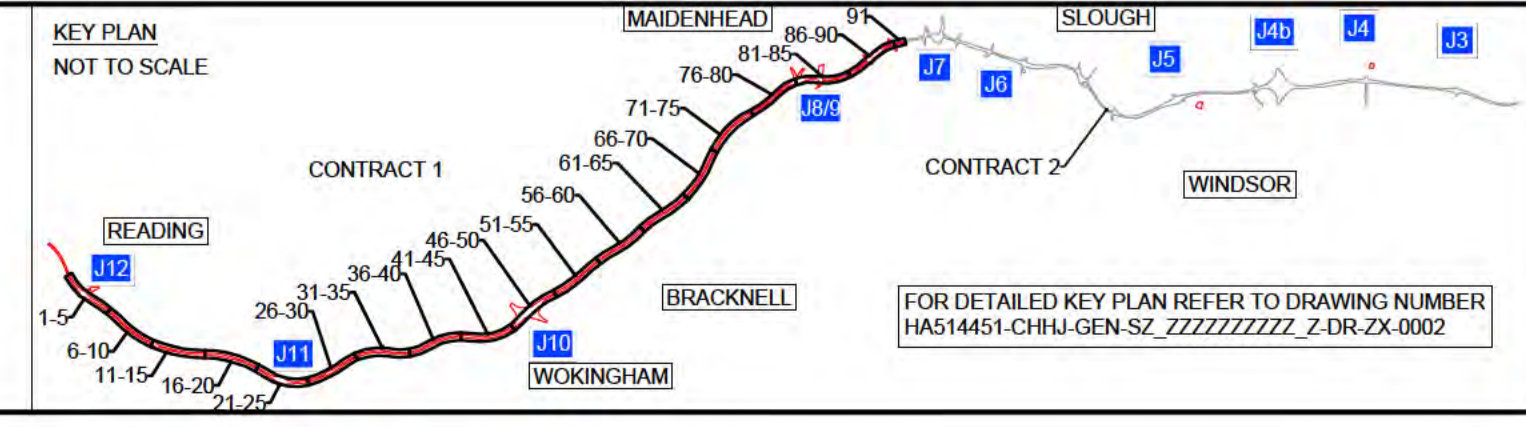 KEY PLAN
NOT TO SCALE
MAIDENHEAD
91
SLOUGH
86-90
81-85
76-80
71-75
66-70
61-65
56-60
51-55
46-50
41-45
36-40
31-35
26-30
J7
J6
J5
J4b
J4
J3
J8/9
CONTRACT 1
CONTRACT 2
WINDSOR
READING
J12
1-5
6-10
11-15
16-20
21-25
J11
J10
WOKINGHAM
BRACKNELL
FOR DETAILED KEY PLAN REFER TO DRAWING NUMBER
HA514451-CHHJ-GEN-SZ_ZZZZZZZZZZ_Z-DR-ZX-0002